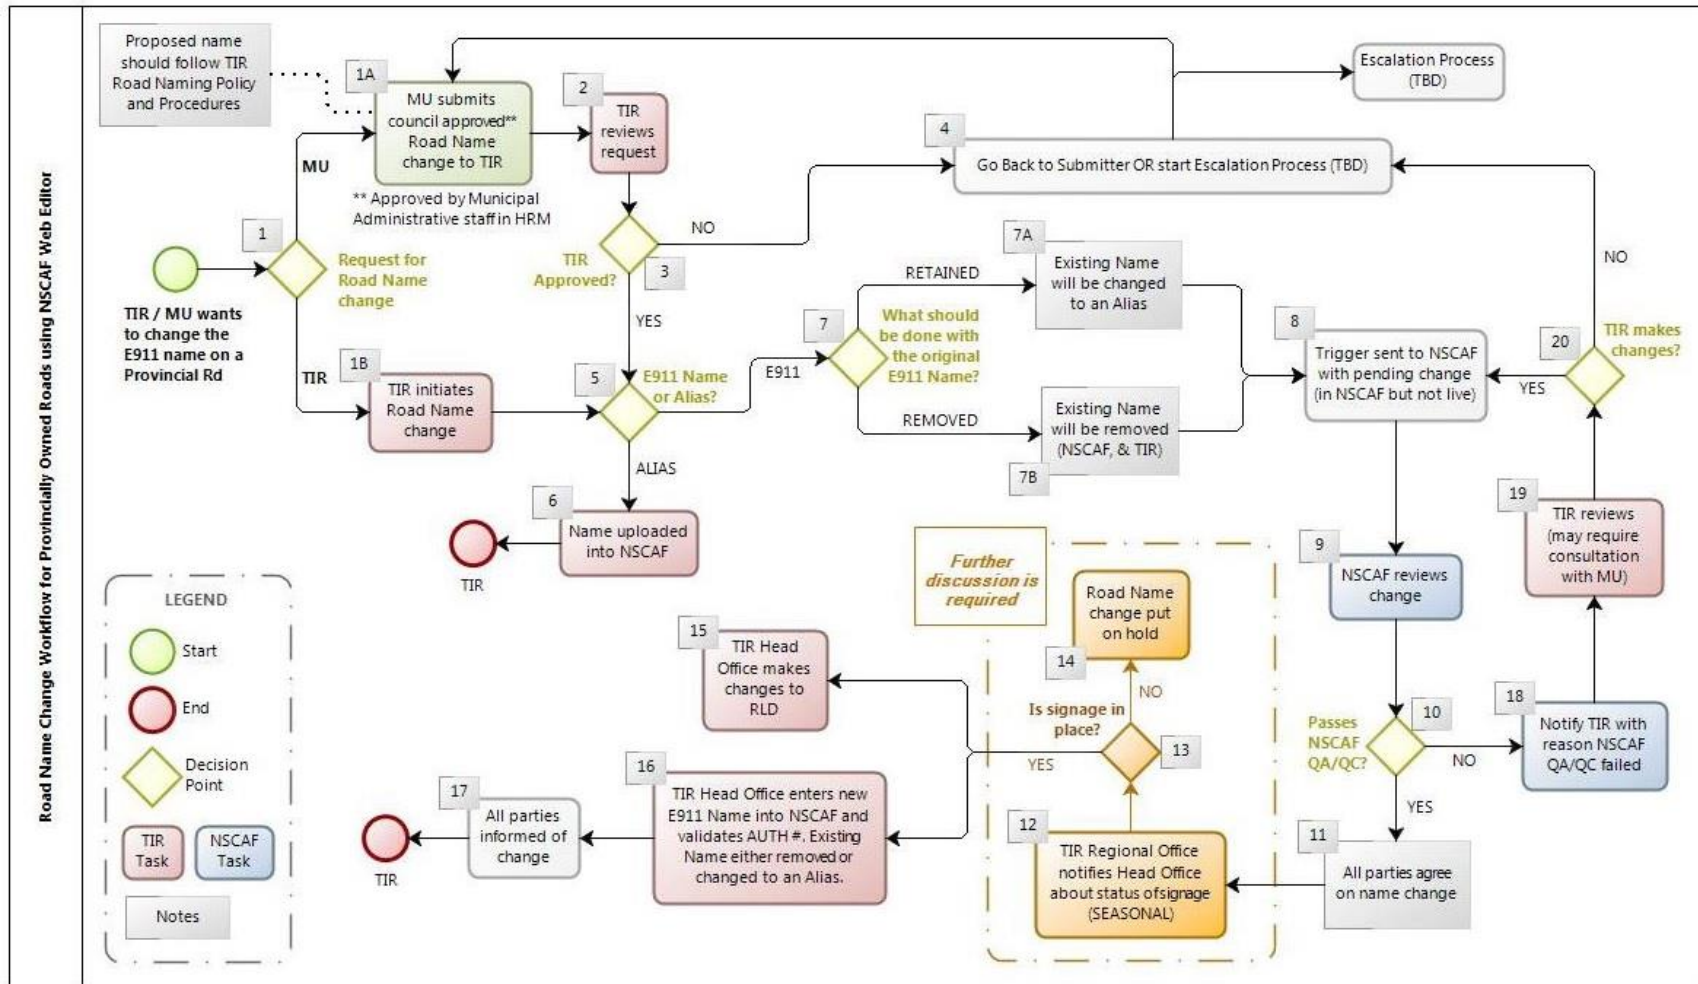 Road Name Change Workflow for Provincially Owned Roads using NSCAF Web Editor
Proposed name
should follow TIR
Road Naming Policy
and Procedures
1A
MU submits
council approved**
Road Name
change to TIR
** Approved by Municipal
Administrative staff in HRM
2
TIR
reviews
request
Escalation Process
(TBD)
4
Go Back to Submitter OR start Escalation Process (TBD)
MU
1
Request for
Road Name
change
TIR / MU wants
to change the
E911 name on a
Provincial Rd
TIR
1B
TIR initiates
Road Name
change
TIR
Approved?
3
NO
YES
5
E911 Name
or Alias?
E911
ALIAS
6
Name uploaded
into NSCAF
TIR
7
What should
be done with
the original
E911 Name?
RETAINED
7A
Existing Name
will be changed
to an Alias
REMOVED
Existing Name
will be removed
(NSCAF, & TIR)
7B
8
Trigger sent to NSCAF
with pending change
(in NSCAF but not live)
NO
20
TIR makes
changes?
YES
19
TIR reviews
(may require
consultation
with MU)
9
NSCAF reviews
change
Passes
NSCAF
QA/QC?
10
NO
YES
18
Notify TIR with
reason NSCAF
QA/QC failed
11
All parties agree
on name change
Further
discussion is
required
Road Name
change put
on hold
14
NO
Is signage in
place?
13
YES
12
TIR Regional Office
notifies Head Office
about status of signage
(SEASONAL)
15
TIR Head
Office makes
changes to
RLD
16
TIR Head Office enters new
E911 Name into NSCAF and
validates AUTH #. Existing
Name either removed or
changed to an Alias.
17
All parties
informed of
change
TIR
LEGEND
Start
End
Decision
Point
TIR
Task
NSCAF
Task
Notes